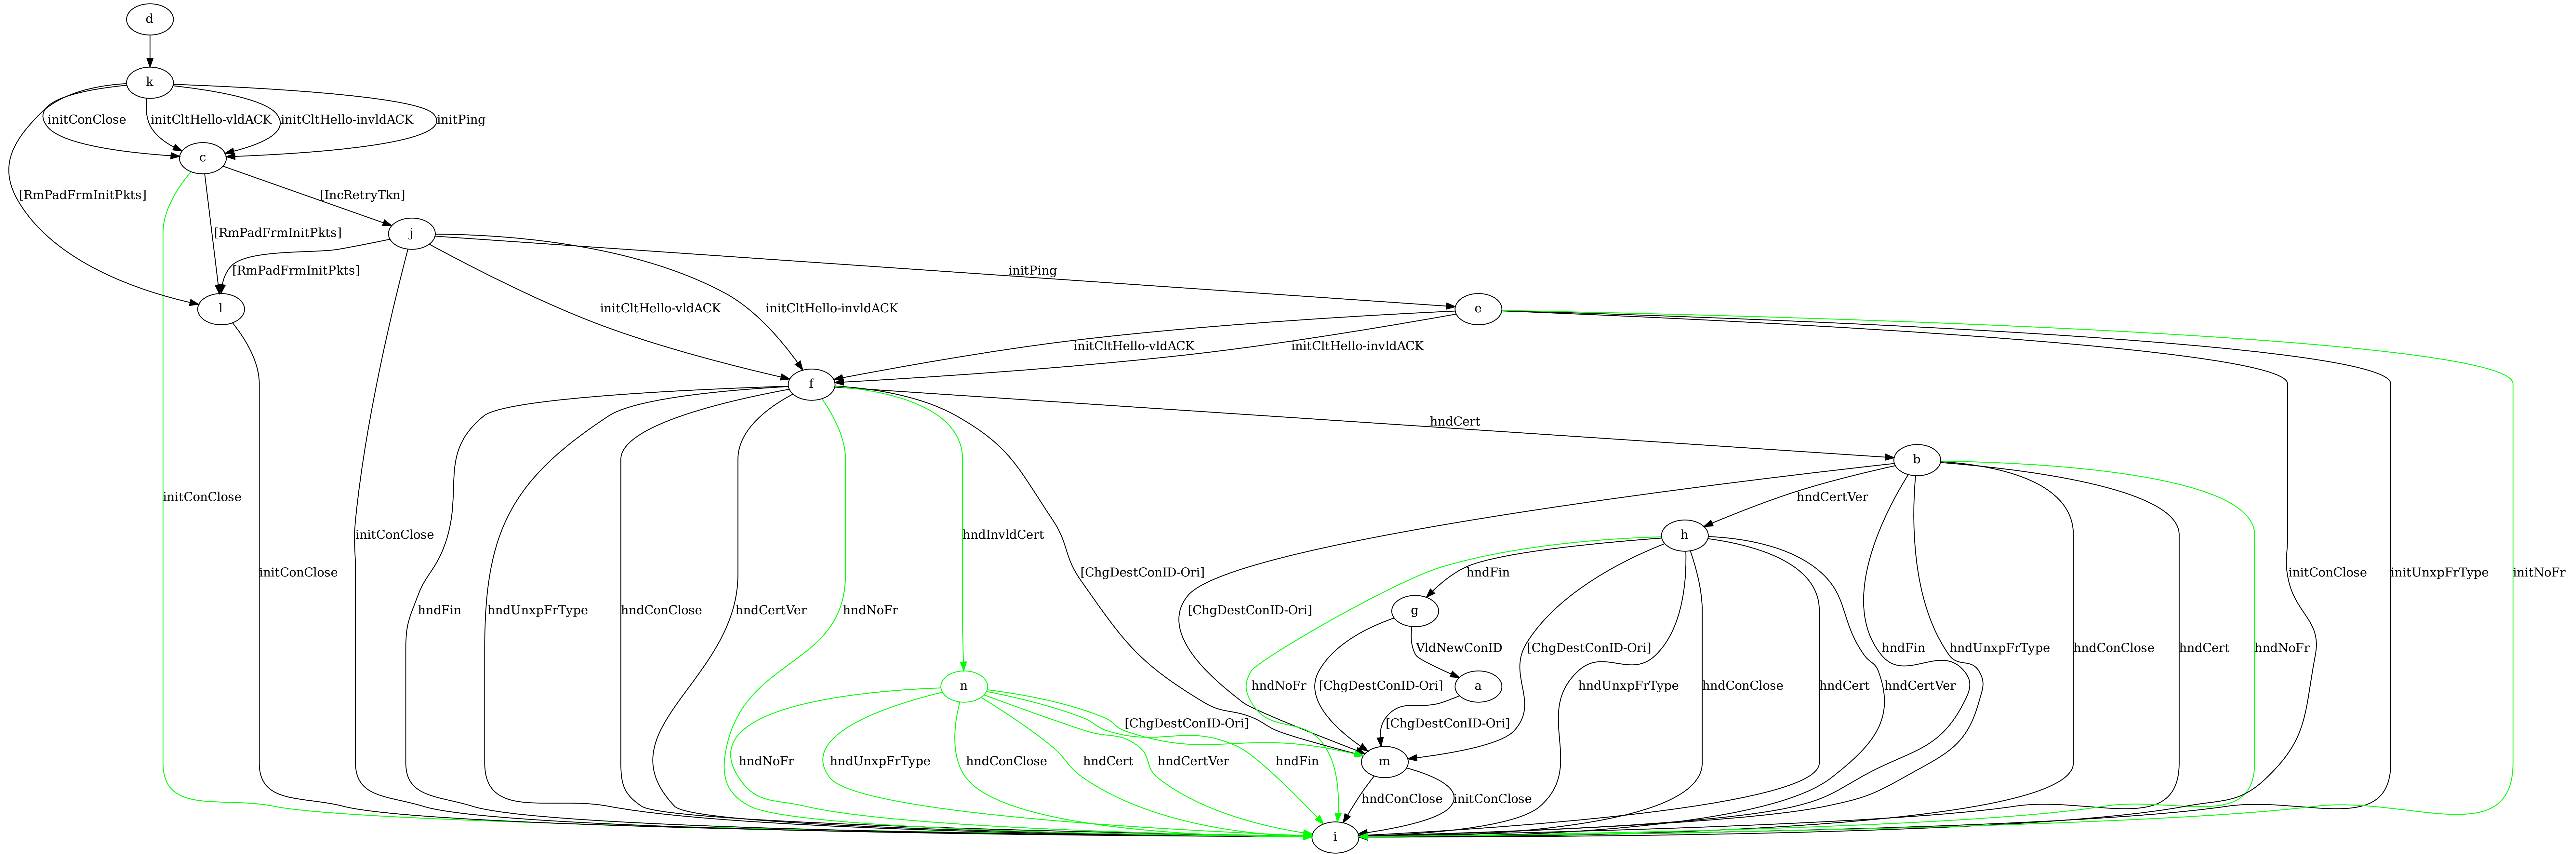 d
k
initConClose
initCltHello-vldACK
initCltHello-invldACK
initPing
c
[RmPadFrmInitPkts]
[IncRetryTkn]
[RmPadFrmInitPkts]
j
[RmPadFrmInitPkts]
initPing
l
initCltHello-vldACK
initCltHello-invldACK
e
initCltHello-vldACK
initCltHello-invldACK
f
hndCert
b
initConClose
hndCertVer
initConClose
hndInvldCert
h
initConClose
[ChgDestConID-Ori]
hndFin
initConClose
initUnxpFrType
initNoFr
hndFin
hndUnxpFrType
hndConClose
hndCertVer
hndNoFr
[ChgDestConID-Ori]
g
VldNewConID
[ChgDestConID-Ori]
hndFin
hndUnxpFrType
hndConClose
hndCert
hndNoFr
n
hndNoFr
[ChgDestConID-Ori]
a
hndUnxpFrType
hndConClose
hndCert
hndCertVer
[ChgDestConID-Ori]
[ChgDestConID-Ori]
hndNoFr
hndUnxpFrType
hndConClose
hndCert
hndCertVer
hndFin
m
hndConClose
initConClose
i